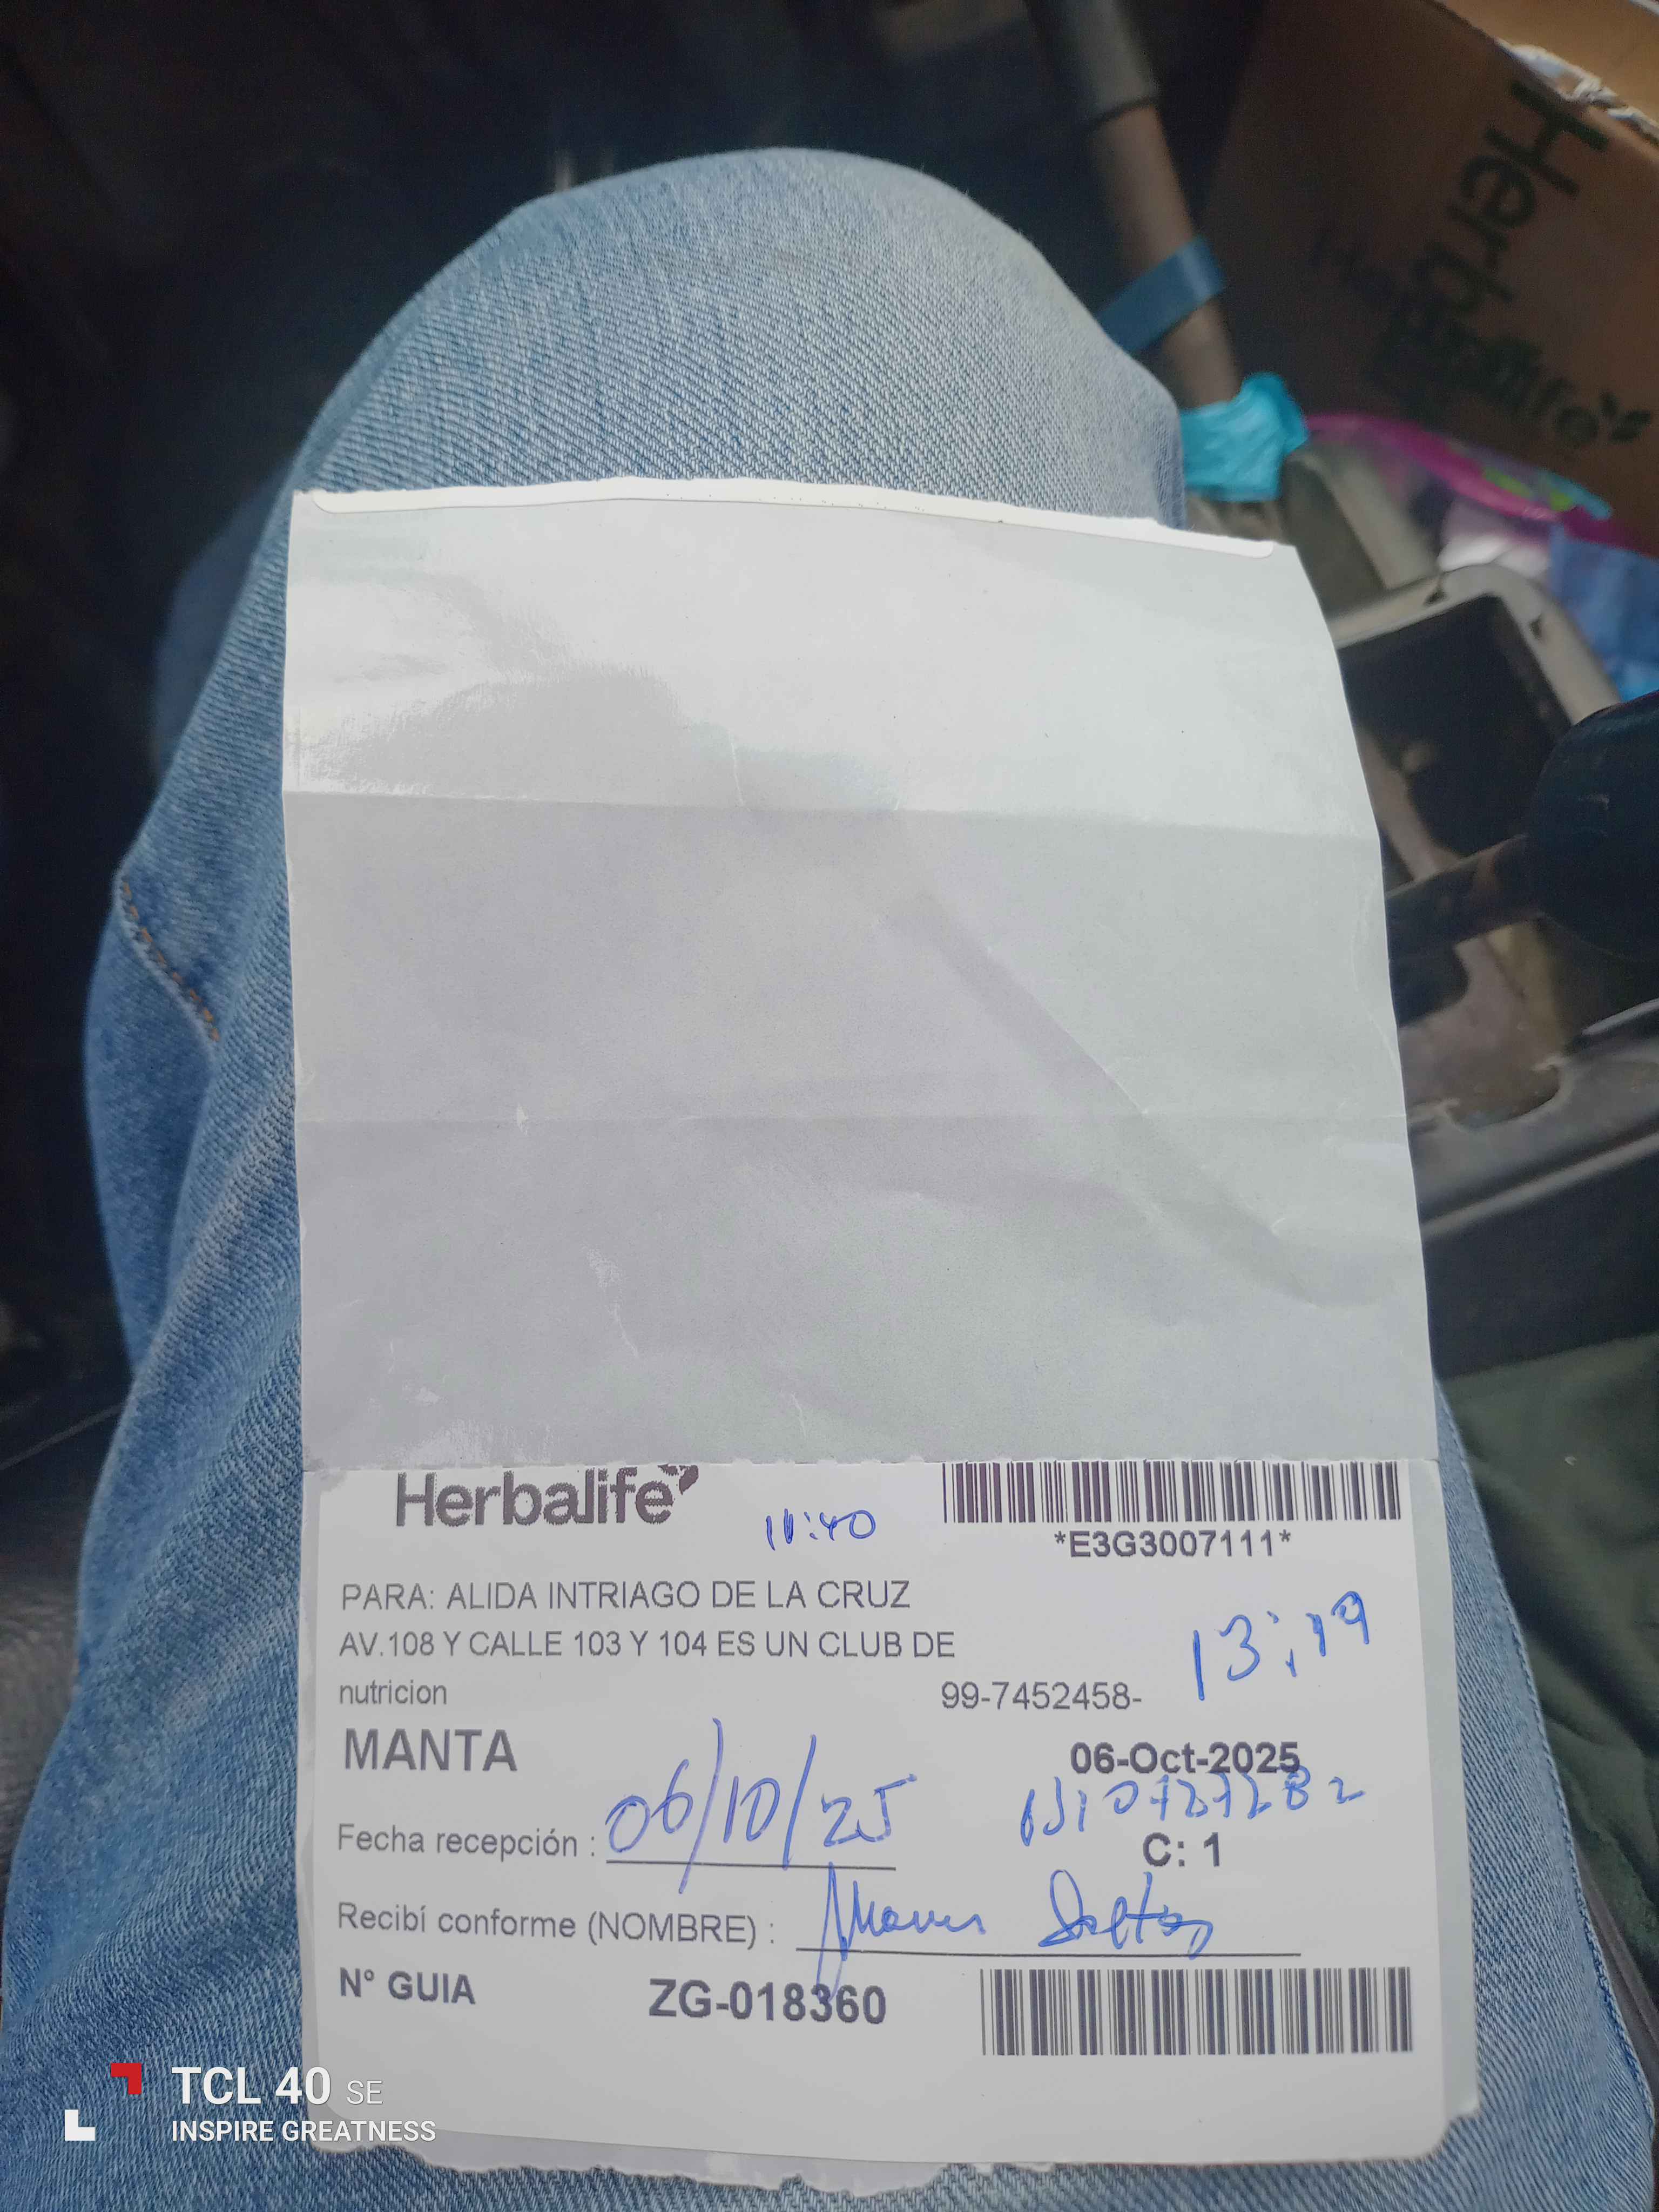 Herbalife
Herbalife
11:40
*E3G3007111*
PARA: ALIDA INTRIAGO DE LA CRUZ
AV.108 Y CALLE 103 Y 104 ES UN CLUB DE
13:19
nutricion
99-7452458-
MANTA
06-Oct-2025
Fecha recepción : 06/10/25
C: 1
Recibí conforme (NOMBRE) :
N° GUIA ZG-018360
TCL 40 SE
INSPIRE GREATNESS